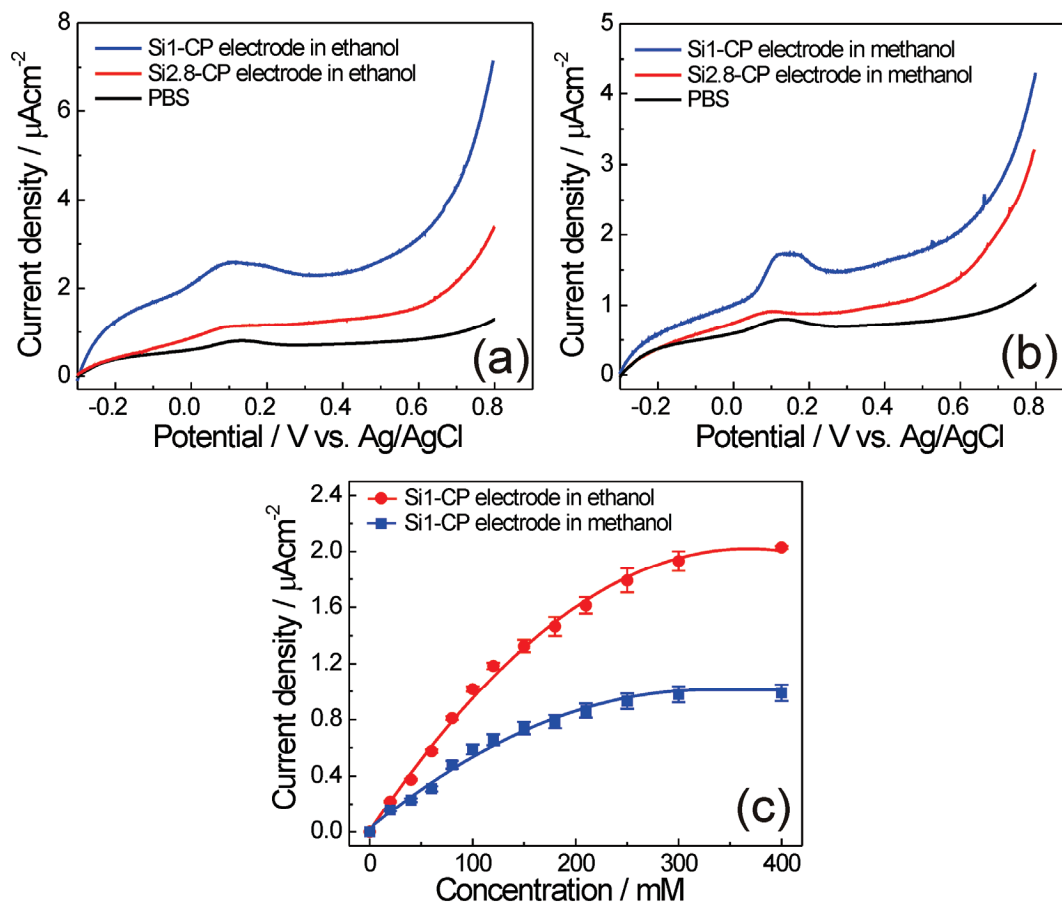 8
6
4
2
0
Current density / μAcm-2
Si1-CP electrode in ethanol
Si2.8-CP electrode in ethanol
PBS
(a)
-0.2 0.0 0.2 0.4 0.6 0.8
Potential / V vs. Ag/AgCl
5
4
3
2
1
0
Current density / μAcm-2
Si1-CP electrode in methanol
Si2.8-CP electrode in methanol
PBS
(b)
-0.2 0.0 0.2 0.4 0.6 0.8
Potential / V vs. Ag/AgCl
2.4
2.0
1.6
1.2
0.8
0.4
0.0
Current density / μAcm-2
Si1-CP electrode in ethanol
Si1-CP electrode in methanol
(c)
0 100 200 300 400
Concentration / mM